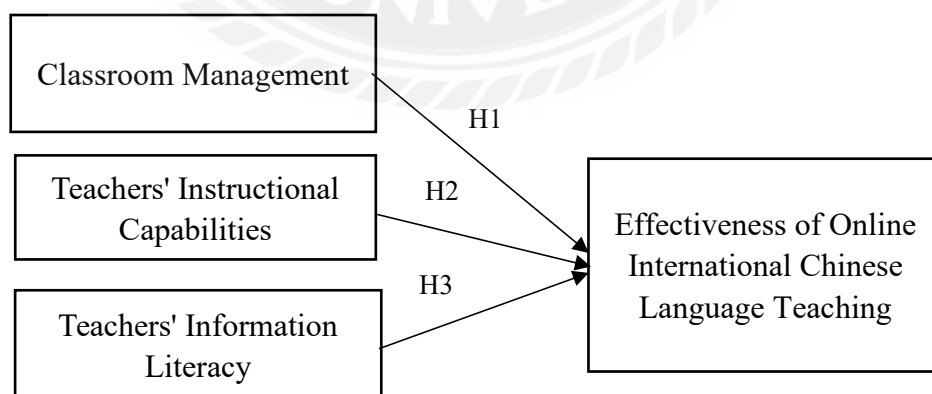 Classroom Management
H1
Teachers' Instructional
Capabilities
H2
Teachers' Information
Literacy
H3
Effectiveness of Online
International Chinese
Language Teaching